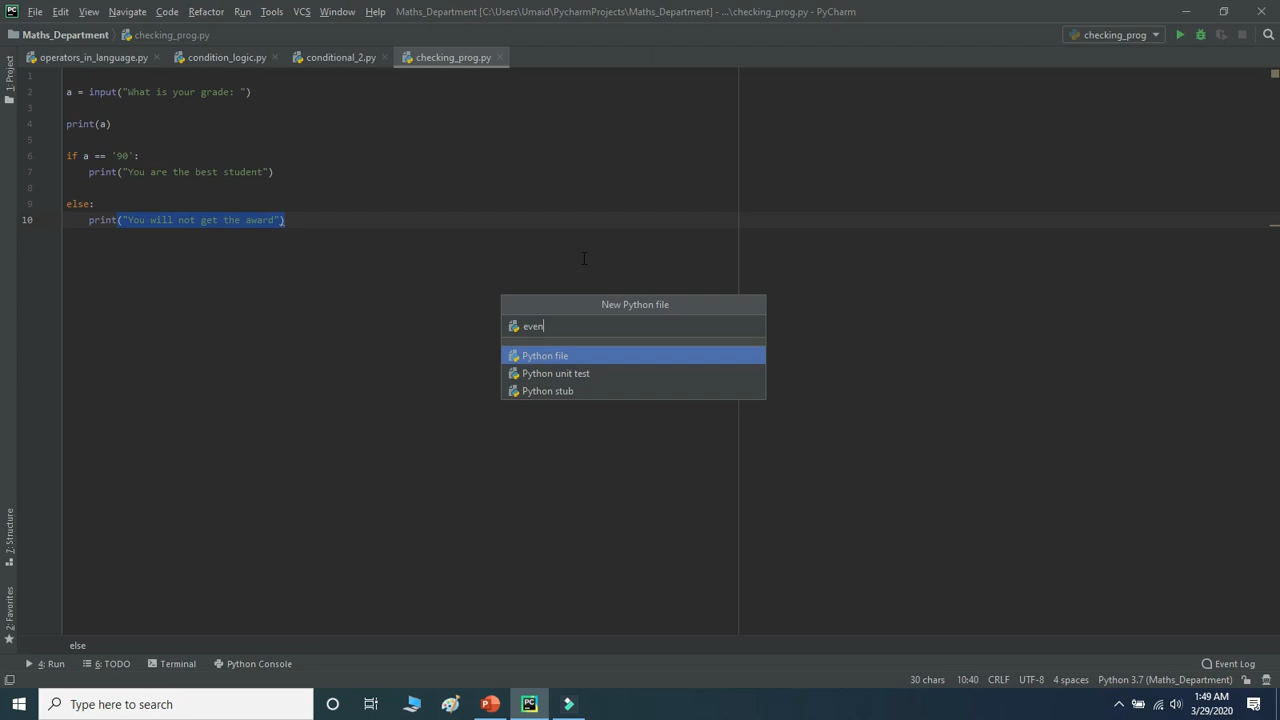 File Edit View Navigate Code Refactor Run Tools VCS Window Help Maths_Department [C:\Users\Umaid\PycharmProjects\Maths_Department] - ...\checking_prog.py - PyCharm
Maths_Department checking_prog.py checking_prog
operators_in_language.py condition_logic.py conditional_2.py checking_prog.py
1: Project
1
2 a = input("What is your grade: ")
3
4 print(a)
5
6 if a == '90':
7 print("You are the best student")
8
9 else:
10 print("You will not get the award")
New Python file
even
Python file
Python unit test
Python stub
7: Structure
2: Favorites
else
4: Run 6: TODO Terminal Python Console Event Log
30 chars 10:40 CRLF UTF-8 4 spaces Python 3.7 (Maths_Department)
Type here to search
1:49 AM
3/29/2020